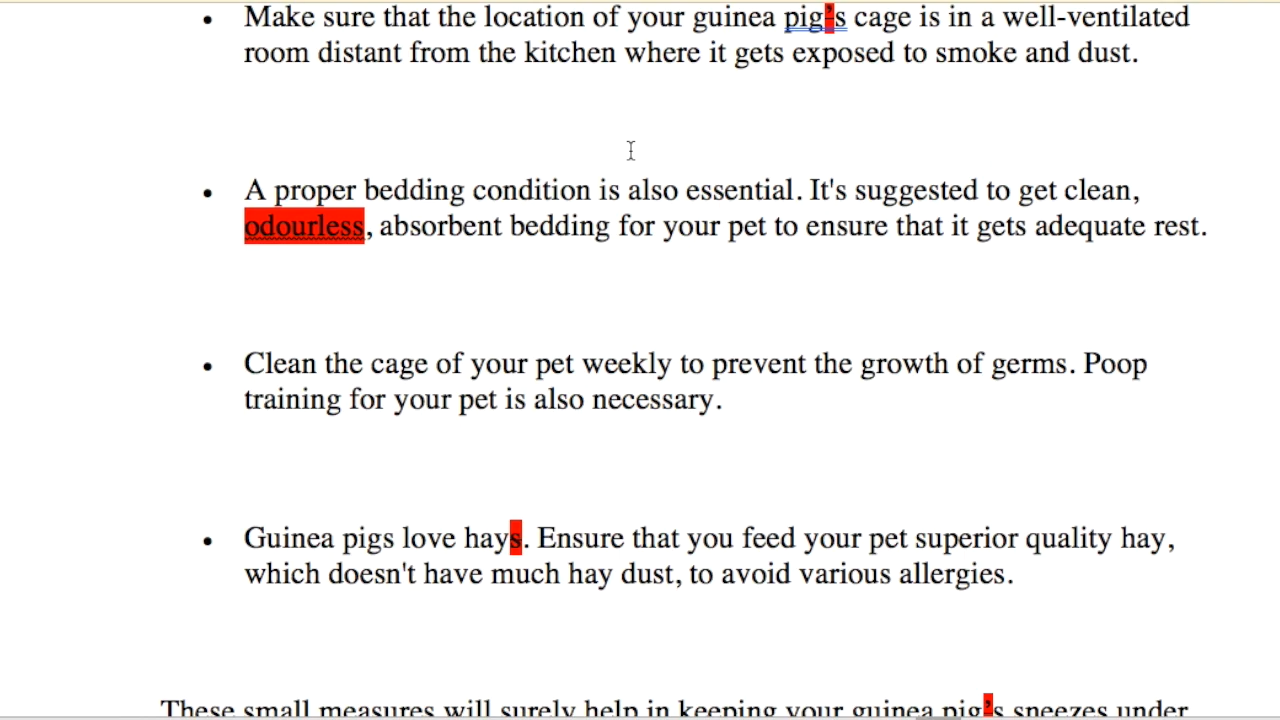 • Make sure that the location of your guinea pig's cage is in a well-ventilated
room distant from the kitchen where it gets exposed to smoke and dust.
• A proper bedding condition is also essential. It's suggested to get clean,
odourless, absorbent bedding for your pet to ensure that it gets adequate rest.
• Clean the cage of your pet weekly to prevent the growth of germs. Poop
training for your pet is also necessary.
• Guinea pigs love hays. Ensure that you feed your pet superior quality hay,
which doesn't have much hay dust, to avoid various allergies.
These small measures will surely help in keeping your guinea pig's sneezes under